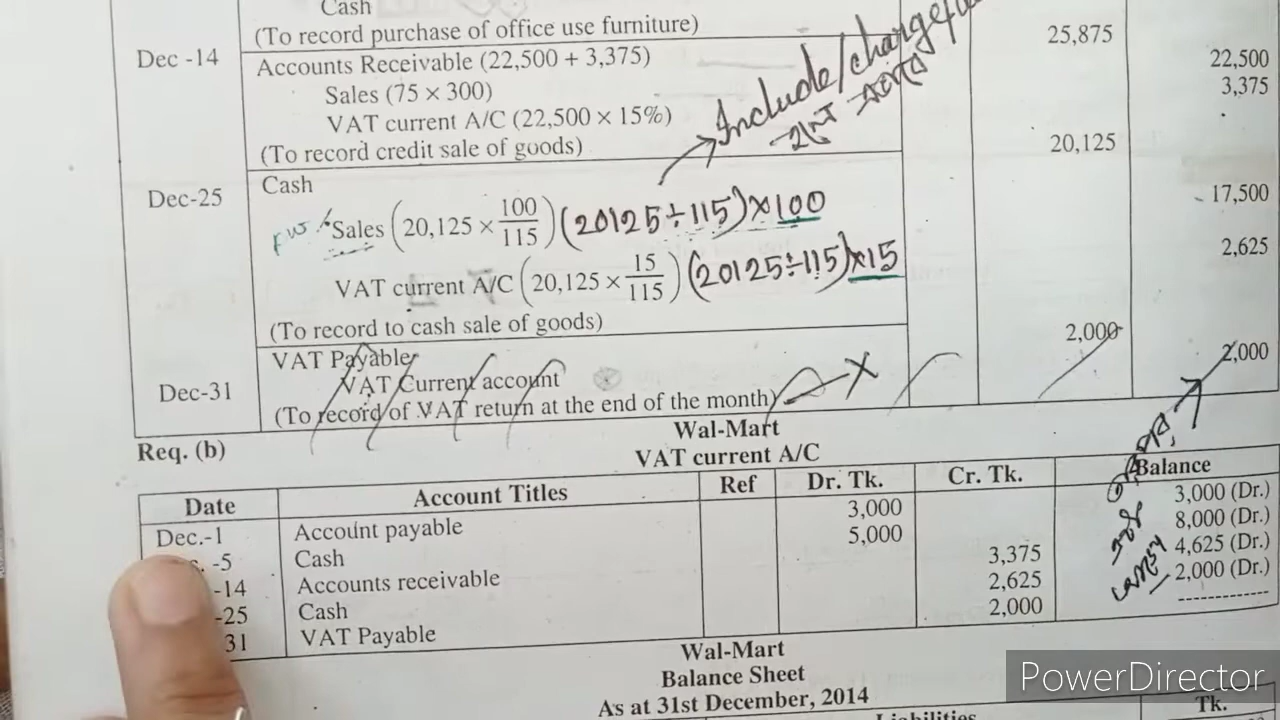 Cash
(To record purchase of office use furniture)
Dec -14 Accounts Receivable (22,500 + 3,375) 25,875
Sales (75 × 300) 22,500
VAT current A/C (22,500 × 15%) 3,375
(To record credit sale of goods)
Include/
Dec-25 Cash 20,125
Sales (20,125 × 100/115) (20125÷115)×100 17,500
VAT current A/C (20,125 × 15/115) (20125÷115)×15 2,625
(To record to cash sale of goods)
Dec-31 VAT Payable 2,000
VAT Current account 2,000
(To record of VAT return at the end of the month)
Req. (b)
Wal-Mart
VAT current A/C
Date Account Titles Ref Dr. Tk. Cr. Tk. Balance
Dec.-1 Account payable 3,000 3,000 (Dr.)
-5 Cash 5,000 8,000 (Dr.)
-14 Accounts receivable 3,375 4,625 (Dr.)
-25 Cash 2,625 2,000 (Dr.)
31 VAT Payable 2,000 ------------
Wal-Mart
Balance Sheet
As at 31st December, 2014
Liabilities Tk.
PowerDirector